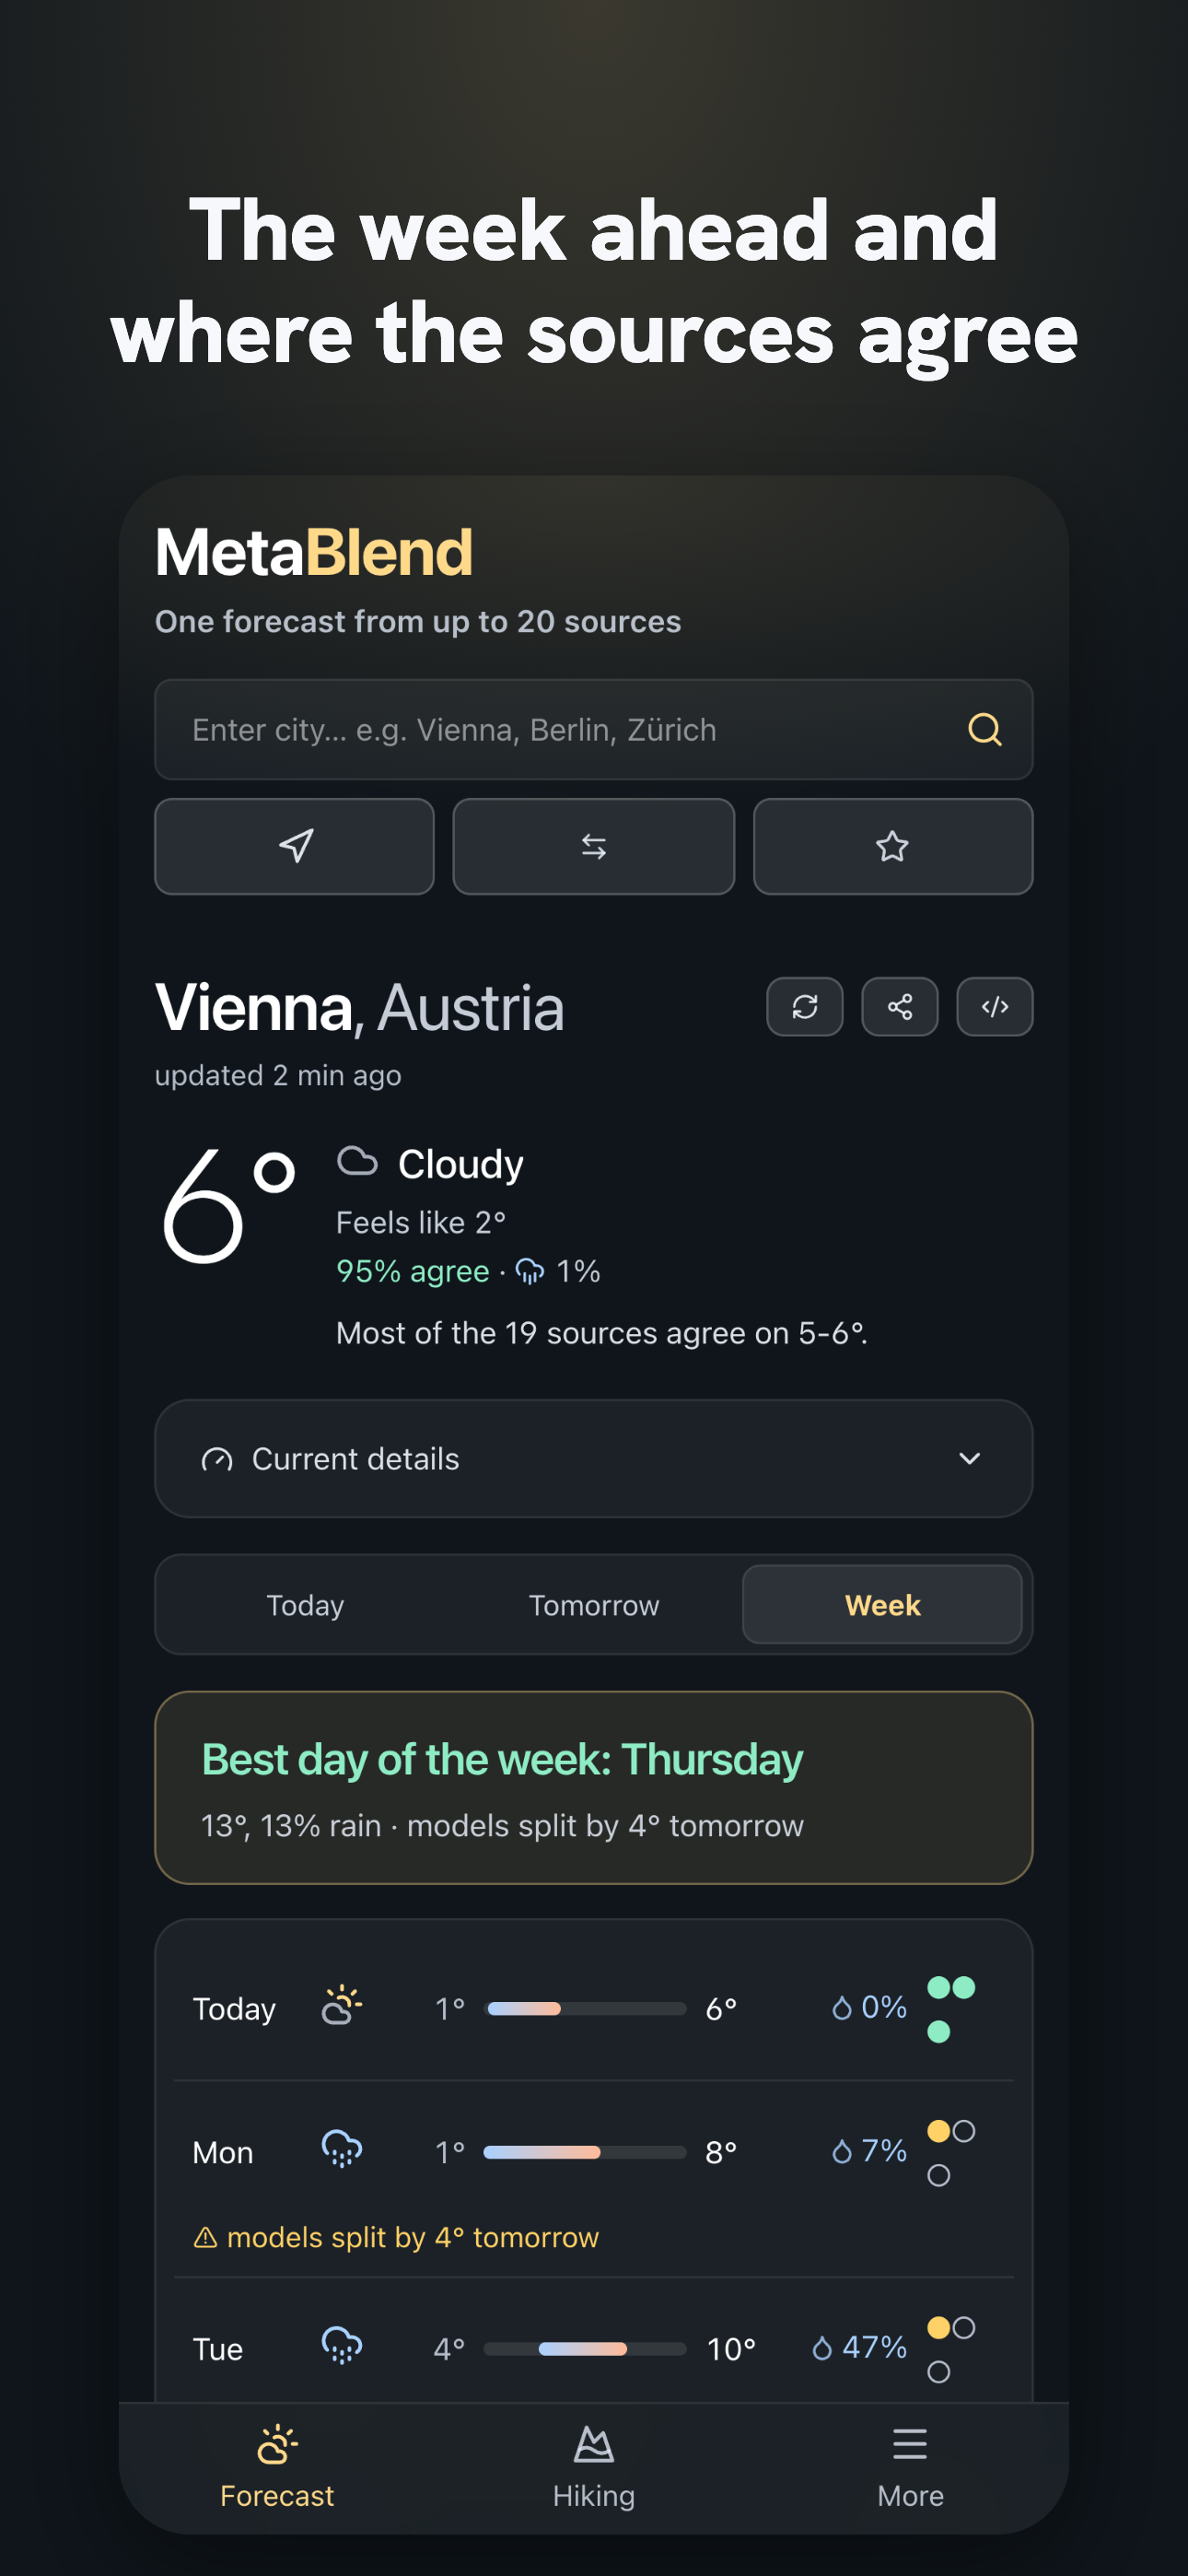 The week ahead and
where the sources agree
MetaBlend
One forecast from up to 20 sources
Enter city... e.g. Vienna, Berlin, Zürich
Vienna, Austria
updated 2 min ago
6°
Cloudy
Feels like 2°
95% agree · 1%
Most of the 19 sources agree on 5-6°.
Current details
Today Tomorrow Week
Best day of the week: Thursday
13°, 13% rain · models split by 4° tomorrow
Today 1° 6° 0%
Mon 1° 8° 7%
models split by 4° tomorrow
Tue 4° 10° 47%
Forecast Hiking More